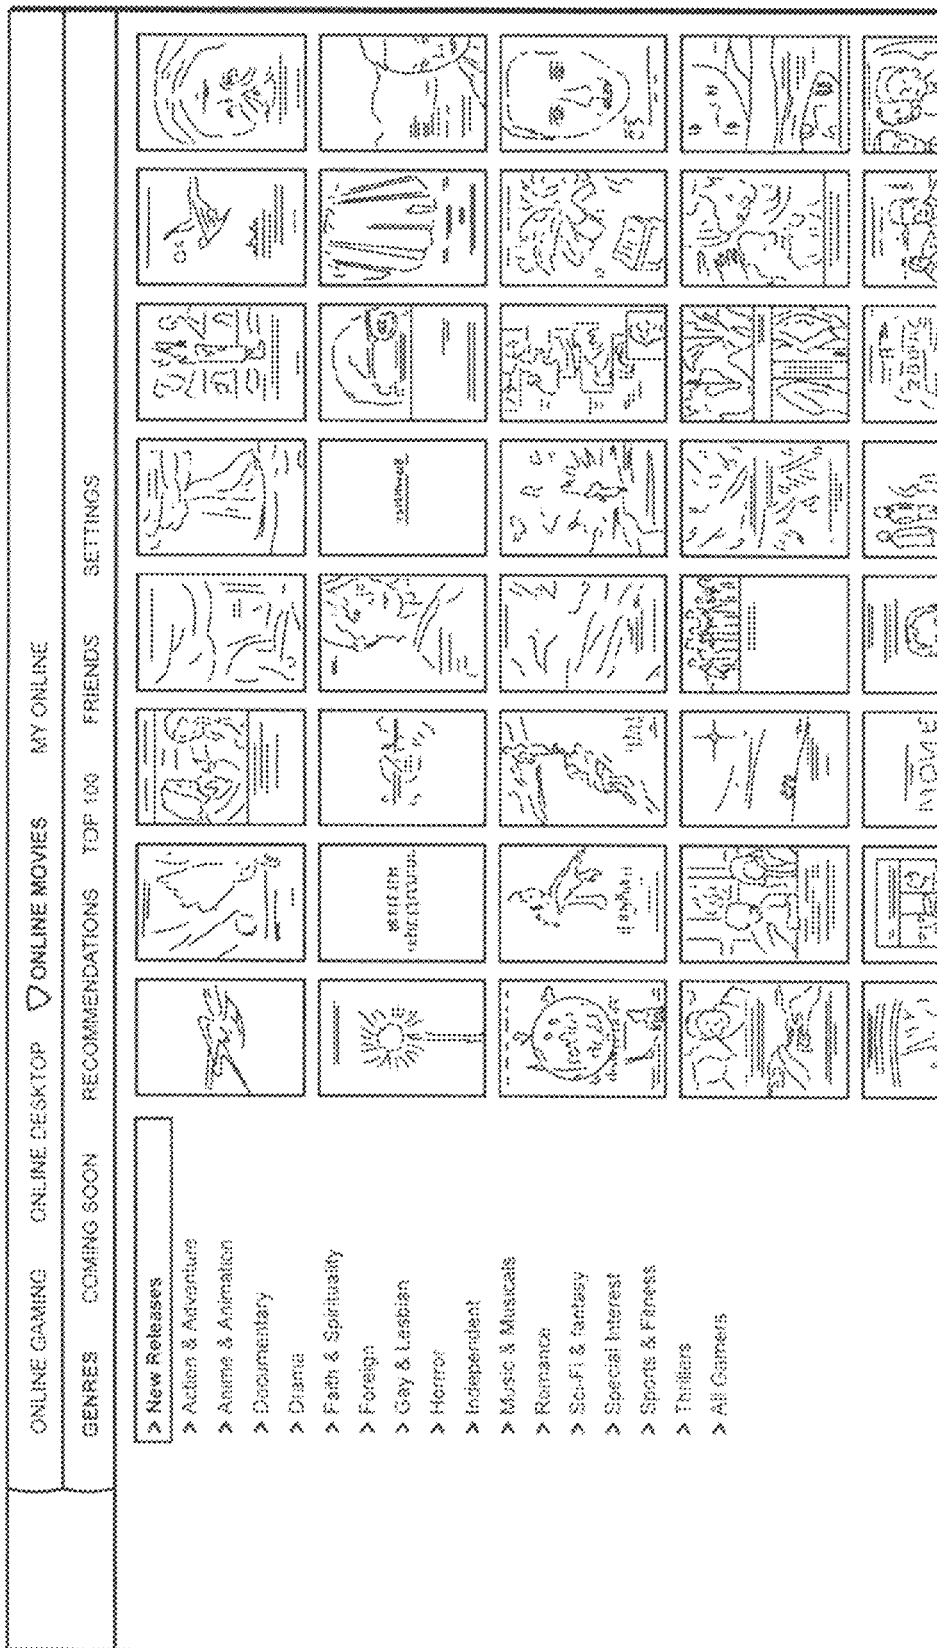 ONLINE GAMING ONLINE DESKTOP ONLINE MOVIES MY ONLINE
GENRES COMING SOON RECOMMENDATIONS TOP 100 FRIENDS SETTINGS
> New Releases
> Action & Adventure
> Anime & Animation
> Documentary
> Drama
> Faith & Spirituality
> Foreign
> Gay & Lesbian
> Horror
> Independent
> Music & Musicals
> Romance
> Sci-Fi & fantasy
> Special Interest
> Sports & Fitness
> Thrillers
> All Gamers